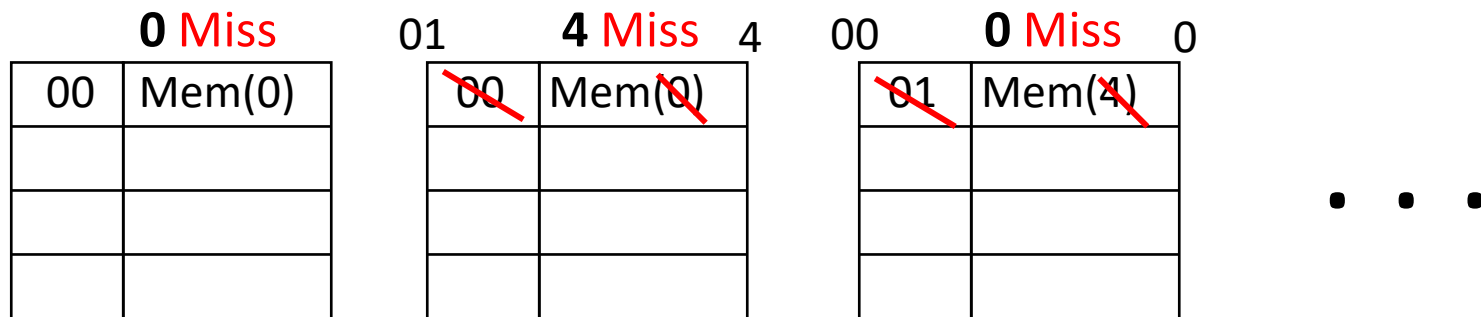 0 Miss
01 4 Miss 4
00 0 Miss 0
00 Mem(0)
00 Mem(0)
01 Mem(4)
. . .